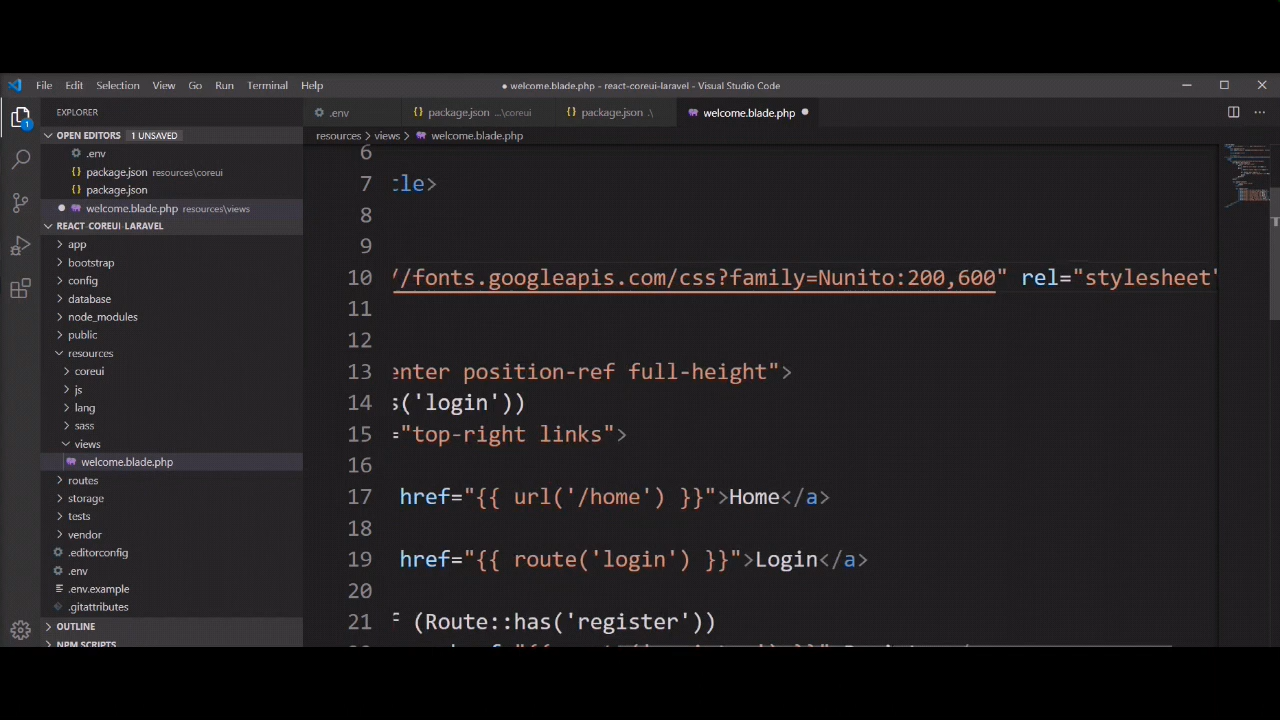 File Edit Selection View Go Run Terminal Help
● welcome.blade.php - react-coreui-laravel - Visual Studio Code
EXPLORER
.env
package.json ...\coreui
package.json .\
welcome.blade.php ●
OPEN EDITORS 1 UNSAVED
resources > views > welcome.blade.php
.env
package.json resources\coreui
package.json
welcome.blade.php resources\views
REACT-COREUI-LARAVEL
app
bootstrap
config
database
node_modules
public
resources
coreui
js
lang
sass
views
welcome.blade.php
routes
storage
tests
vendor
.editorconfig
.env
.env.example
.gitattributes
OUTLINE
NPM SCRIPTS
1
6
7 tle>
8
9
10 //fonts.googleapis.com/css?family=Nunito:200,600" rel="stylesheet"
11
12
13 enter position-ref full-height">
14 s('login'))
15 ="top-right links">
16
17 href="{{ url('/home') }}">Home</a>
18
19 href="{{ route('login') }}">Login</a>
20
21 (Route::has('register'))